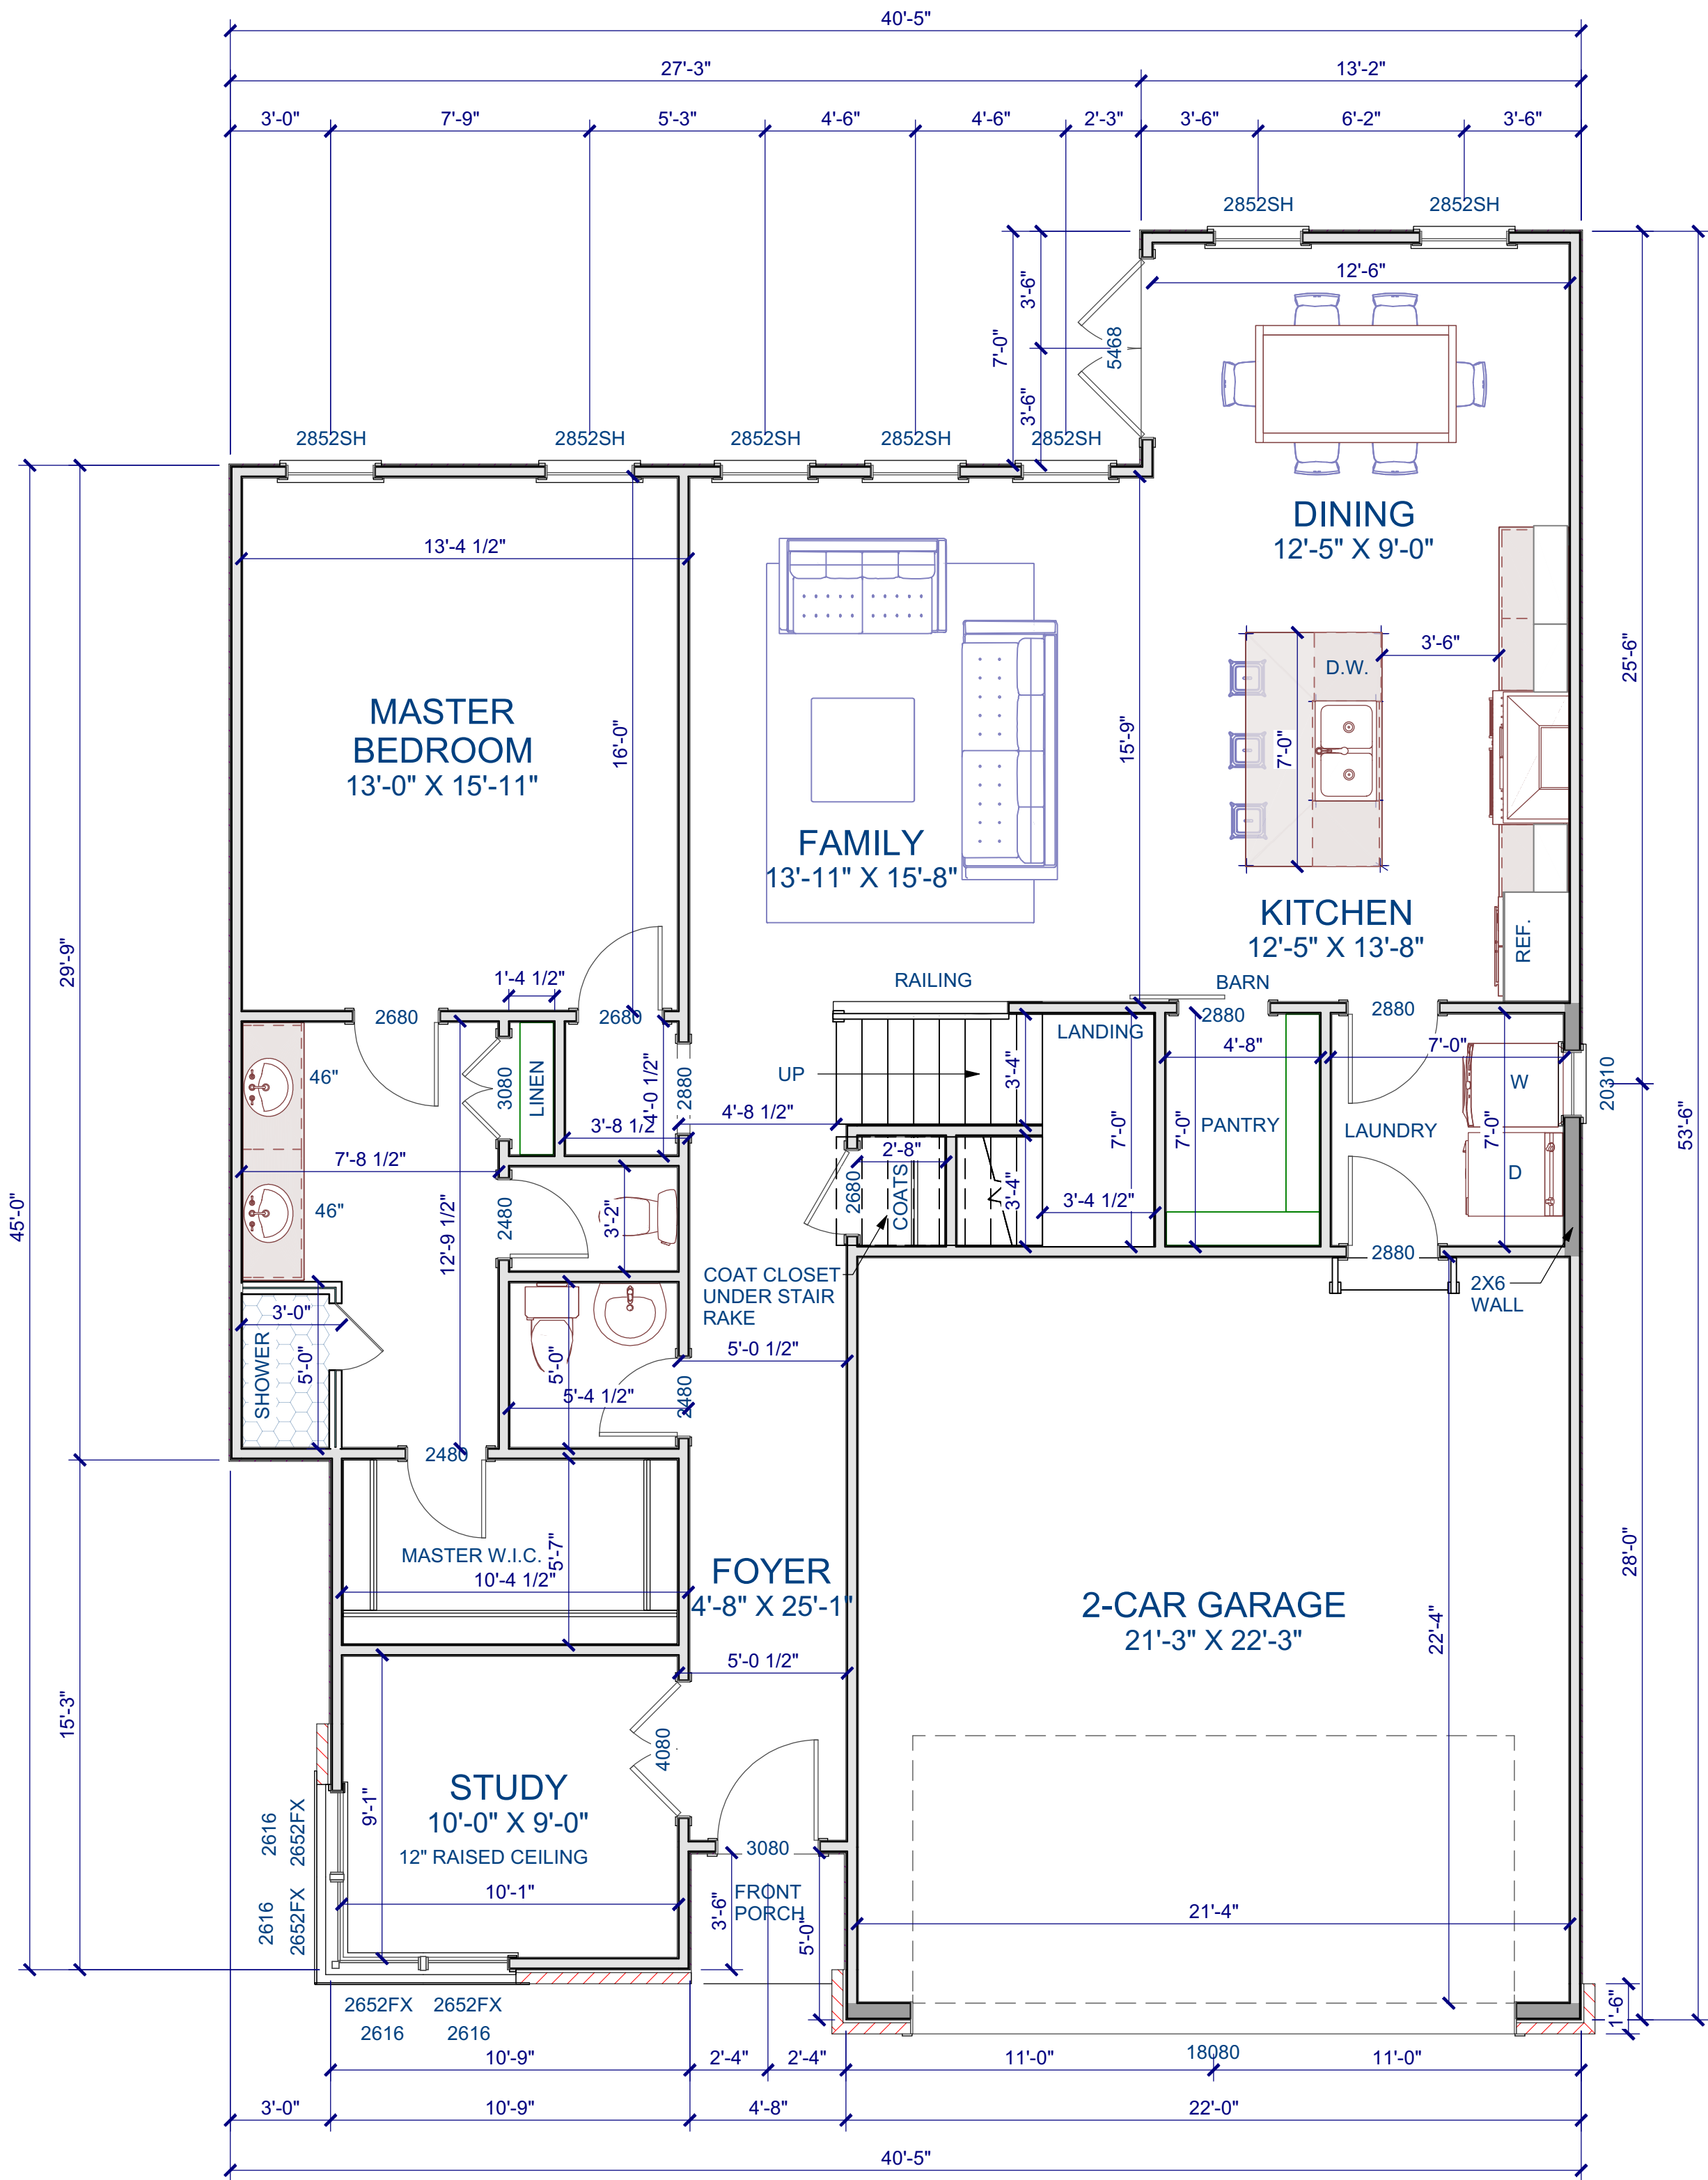 40'-5"
27'-3" 13'-2"
3'-0" 7'-9" 5'-3" 4'-6" 4'-6" 2'-3" 3'-6" 6'-2" 3'-6"
2852SH 2852SH
12'-6"
3'-6"
7'-0"
5468
3'-6"
2852SH 2852SH 2852SH 2852SH 2852SH
DINING
12'-5" X 9'-0"
13'-4 1/2"
3'-6"
D.W.
25'-6"
MASTER
BEDROOM
13'-0" X 15'-11"
16'-0"
15'-9"
7'-0"
FAMILY
13'-11" X 15'-8"
KITCHEN
12'-5" X 13'-8"
REF.
29'-9"
1'-4 1/2"
RAILING
BARN
2680 2680
2880 2880
LANDING
UP
3'-4"
4'-8" 7'-0"
46"
3080
LINEN
4'-0 1/2"
2880
3'-8 1/2"
4'-8 1/2"
7'-0"
7'-0"
PANTRY
LAUNDRY
7'-0"
W
D
20310
53'-6"
7'-8 1/2"
46"
2480
3'-2"
12'-9 1/2"
2'-8"
2680
COATS
3'-4"
3'-4 1/2"
45'-0"
COAT CLOSET
UNDER STAIR
RAKE
2880
2X6
WALL
3'-0"
SHOWER
5'-0"
5'-0"
5'-4 1/2"
2480
5'-0 1/2"
2480
MASTER W.I.C.
5'-7"
10'-4 1/2"
FOYER
4'-8" X 25'-1"
2-CAR GARAGE
21'-3" X 22'-3"
22'-4"
28'-0"
5'-0 1/2"
15'-3"
4080
STUDY
10'-0" X 9'-0"
12" RAISED CEILING
9'-1"
10'-1"
2616 2652FX
2616 2652FX
3080
FRONT
PORCH
3'-6"
5'-0"
21'-4"
1'-6"
2652FX 2652FX
2616 2616
18080
10'-9" 2'-4" 2'-4" 11'-0" 11'-0"
3'-0" 10'-9" 4'-8" 22'-0"
40'-5"